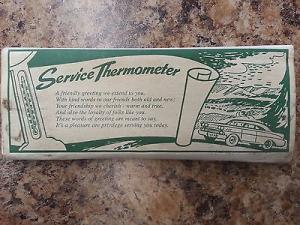 Service Thermometer
A friendly greeting we extend to you.
With kind words to our friends both old and new;
Your friendship we cherish - warm and true,
And also the loyalty of folks like you.
These words of greeting are meant to say,
It's a pleasure and privilege serving you today.